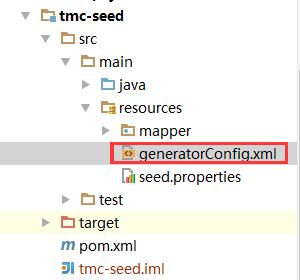 tmc-seed
src
main
java
resources
mapper
generatorConfig.xml
seed.properties
test
target
pom.xml
tmc-seed.iml